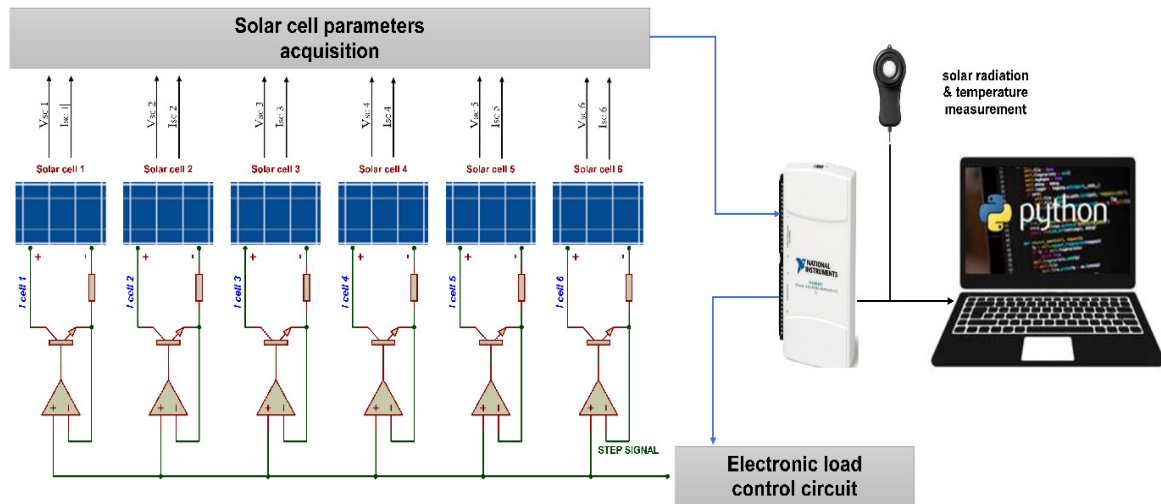 Solar cell parameters
acquisition
solar radiation
& temperature
measurement
Vsc 1
Isc 1
Vsc 2
Isc 2
Vsc 3
Isc 3
Vsc 4
Isc 4
Vsc 5
Isc 5
Vsc 6
Isc 6
Solar cell 1
Solar cell 2
Solar cell 3
Solar cell 4
Solar cell 5
Solar cell 6
python
+ -
+ -
+ -
+ -
+ -
+ -
I cell 1
I cell 2
I cell 3
I cell 4
I cell 5
I cell 6
NATIONAL
INSTRUMENTS
+ -
+ -
+ -
+ -
+ -
+ -
STEP SIGNAL
Electronic load
control circuit